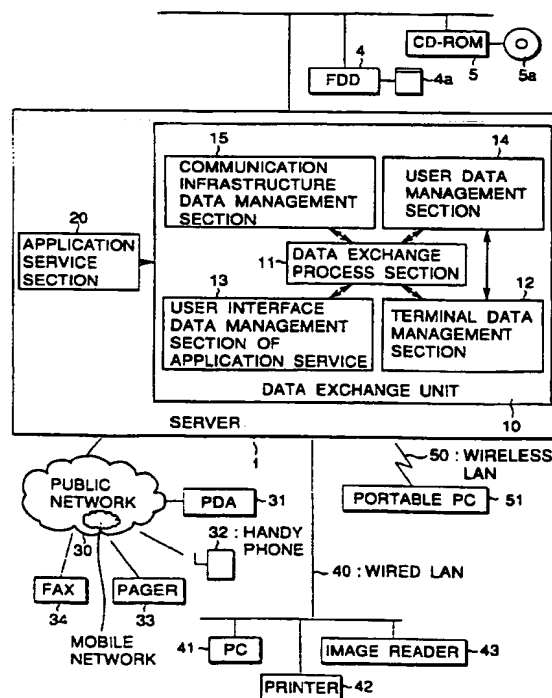 CD-ROM
5
5a
4
FDD
4a
15
COMMUNICATION
INFRASTRUCTURE
DATA MANAGEMENT
SECTION
14
USER DATA
MANAGEMENT
SECTION
20
APPLICATION
SERVICE
SECTION
11
DATA EXCHANGE
PROCESS SECTION
13
USER INTERFACE
DATA MANAGEMENT
SECTION OF
APPLICATION SERVICE
12
TERMINAL DATA
MANAGEMENT
SECTION
DATA EXCHANGE UNIT
SERVER
10
1
PUBLIC
NETWORK
30
PDA
31
50 : WIRELESS
LAN
PORTABLE PC
51
32 : HANDY
PHONE
FAX
34
PAGER
33
MOBILE
NETWORK
40 : WIRED LAN
41
PC
IMAGE READER
43
PRINTER
42